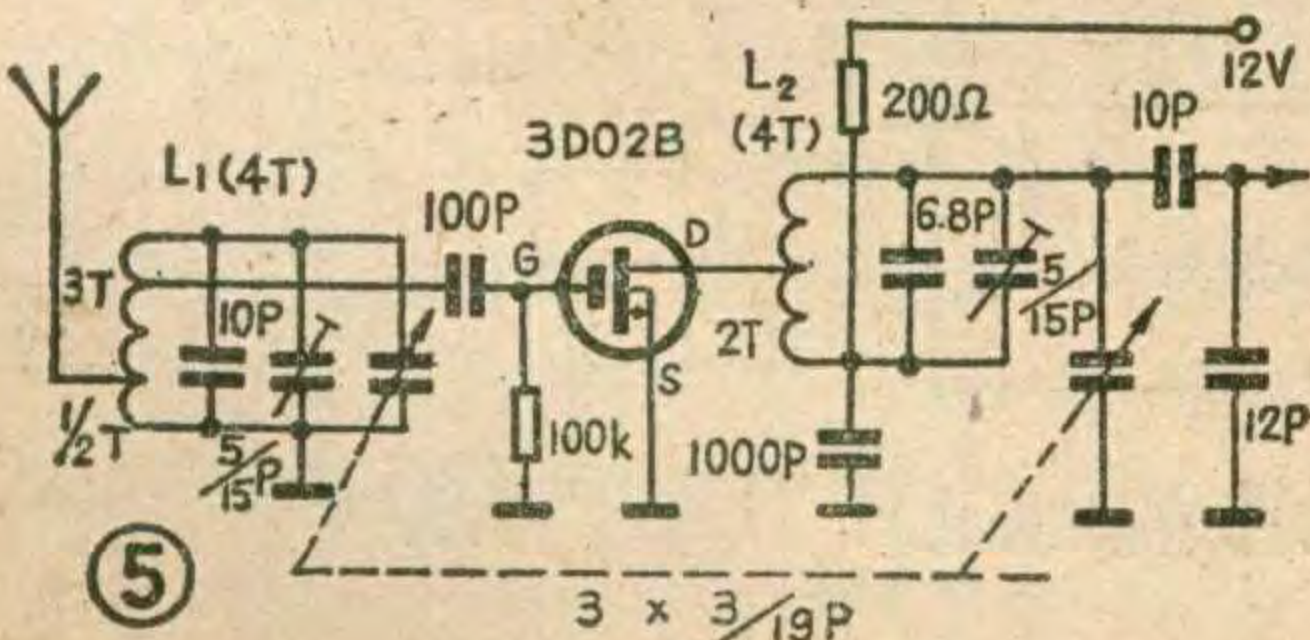 12V
L₂
(4T)
200Ω
10P
3D02B
L₁(4T)
100P
G
D
S
3T
10P
½T
5/15P
100k
2T
6.8P
5/15P
1000P
12P
⑤
3 x 3/19P